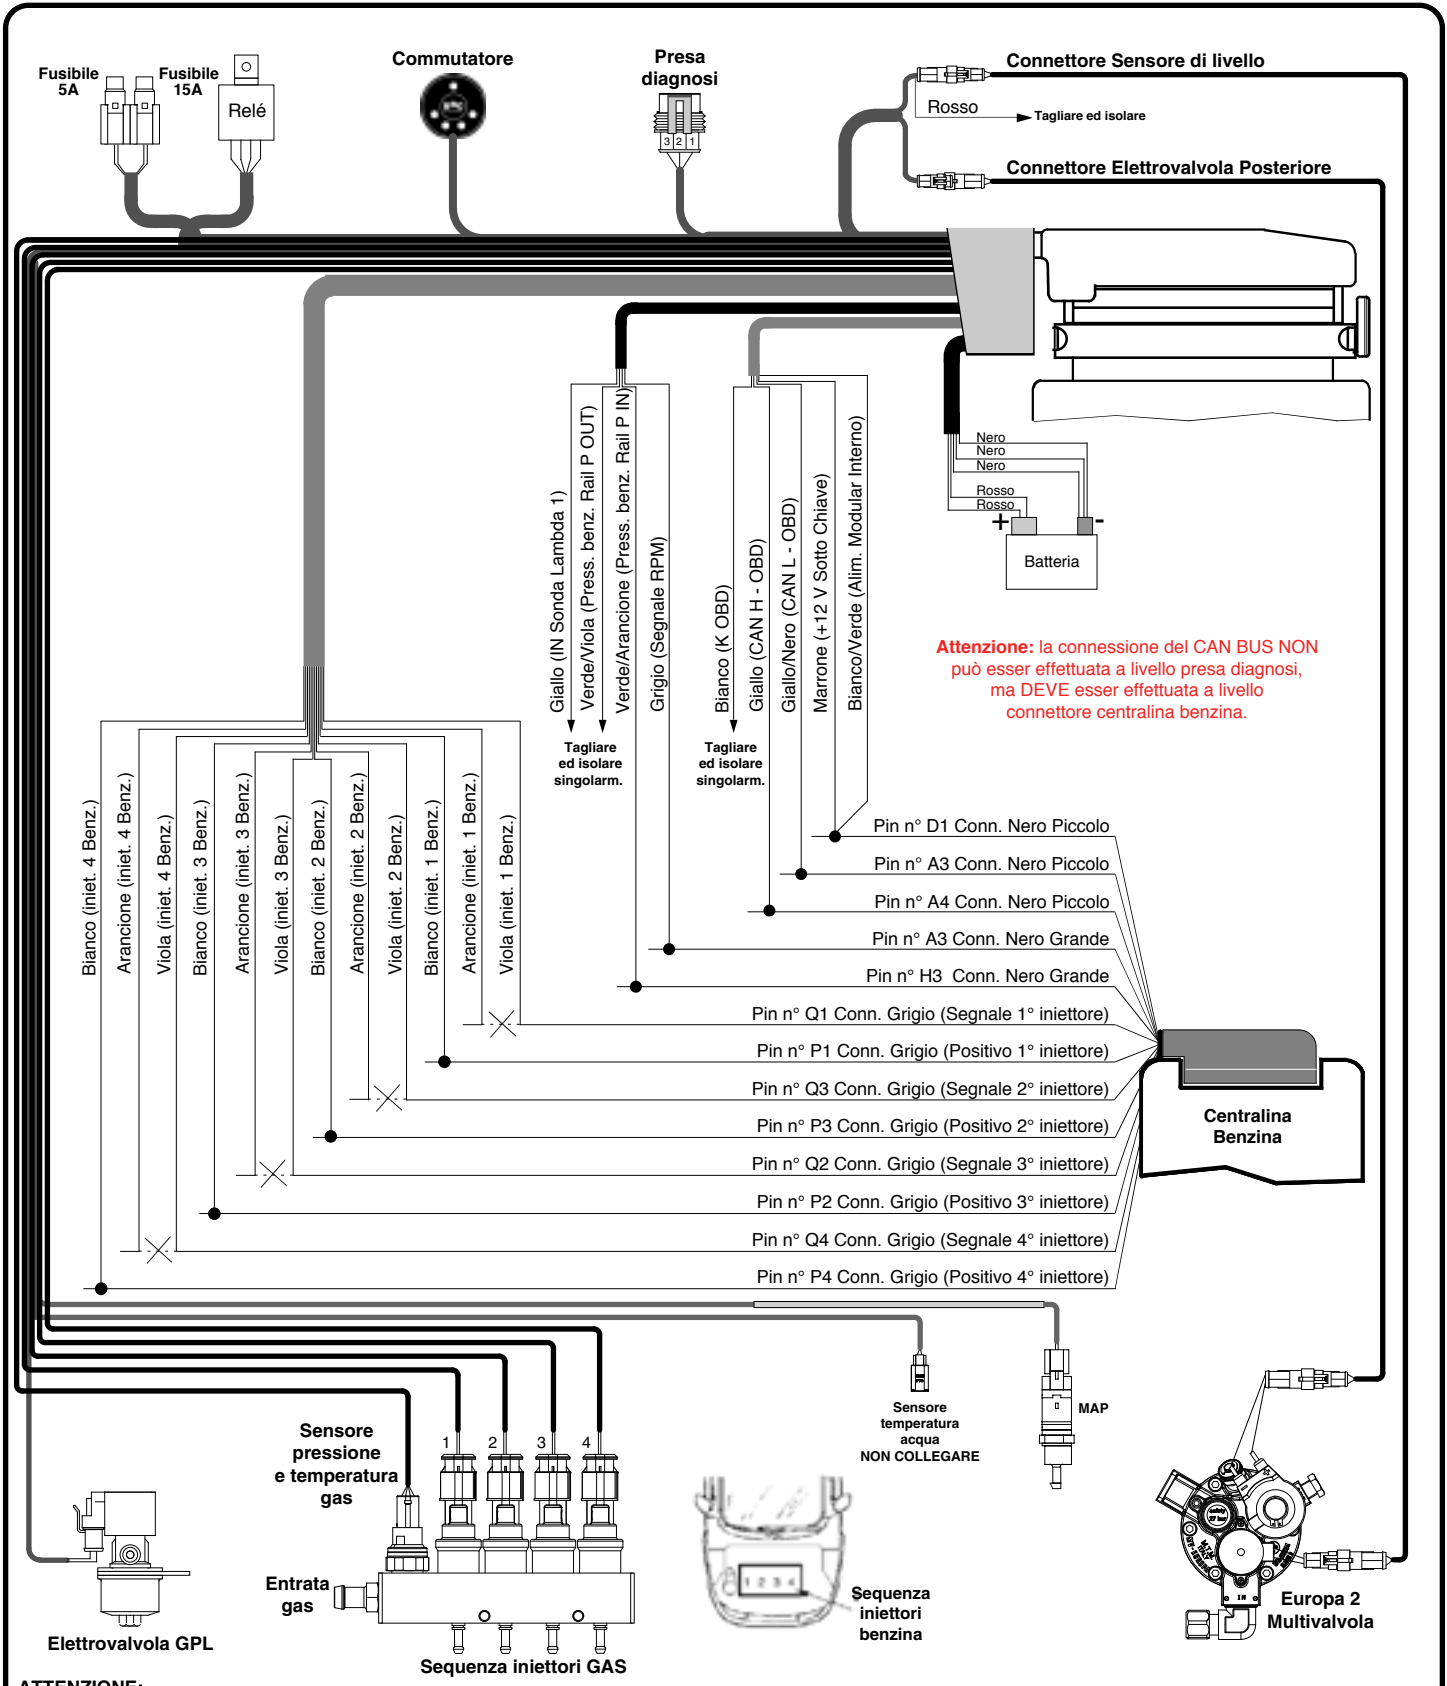 Fusibile
5A
Fusibile
15A
Relé
Commutatore
Presa
diagnosi
3 2 1
Connettore Sensore di livello
Rosso
Tagliare ed isolare
Connettore Elettrovalvola Posteriore
Nero
Nero
Nero
Rosso
Rosso
+ -
Batteria
Giallo (IN Sonda Lambda 1)
Verde/Viola (Press. benz. Rail P OUT)
Verde/Arancione (Press. benz. Rail P IN)
Grigio (Segnale RPM)
Bianco (K OBD)
Giallo (CAN H - OBD)
Giallo/Nero (CAN L - OBD)
Marrone (+12 V Sotto Chiave)
Bianco/Verde (Alim. Modular Interno)
Attenzione: la connessione del CAN BUS NON
può esser effettuata a livello presa diagnosi,
ma DEVE esser effettuata a livello
connettore centralina benzina.
Tagliare
ed isolare
singolarm.
Tagliare
ed isolare
singolarm.
Bianco (iniet. 4 Benz.)
Arancione (iniet. 4 Benz.)
Viola (iniet. 4 Benz.)
Bianco (iniet. 3 Benz.)
Arancione (iniet. 3 Benz.)
Viola (iniet. 3 Benz.)
Bianco (iniet. 2 Benz.)
Arancione (iniet. 2 Benz.)
Viola (iniet. 2 Benz.)
Bianco (iniet. 1 Benz.)
Arancione (iniet. 1 Benz.)
Viola (iniet. 1 Benz.)
Pin n° D1 Conn. Nero Piccolo
Pin n° A3 Conn. Nero Piccolo
Pin n° A4 Conn. Nero Piccolo
Pin n° A3 Conn. Nero Grande
Pin n° H3 Conn. Nero Grande
Pin n° Q1 Conn. Grigio (Segnale 1° iniettore)
Pin n° P1 Conn. Grigio (Positivo 1° iniettore)
Pin n° Q3 Conn. Grigio (Segnale 2° iniettore)
Pin n° P3 Conn. Grigio (Positivo 2° iniettore)
Pin n° Q2 Conn. Grigio (Segnale 3° iniettore)
Pin n° P2 Conn. Grigio (Positivo 3° iniettore)
Pin n° Q4 Conn. Grigio (Segnale 4° iniettore)
Pin n° P4 Conn. Grigio (Positivo 4° iniettore)
Centralina
Benzina
Sensore
temperatura
acqua
NON COLLEGARE
MAP
Sensore
pressione
e temperatura
gas
1 2 3 4
Entrata
gas
Elettrovalvola GPL
Sequenza iniettori GAS
1 2 3 4
Sequenza
iniettori
benzina
IN
Europa 2
Multivalvola
ATTENZIONE: